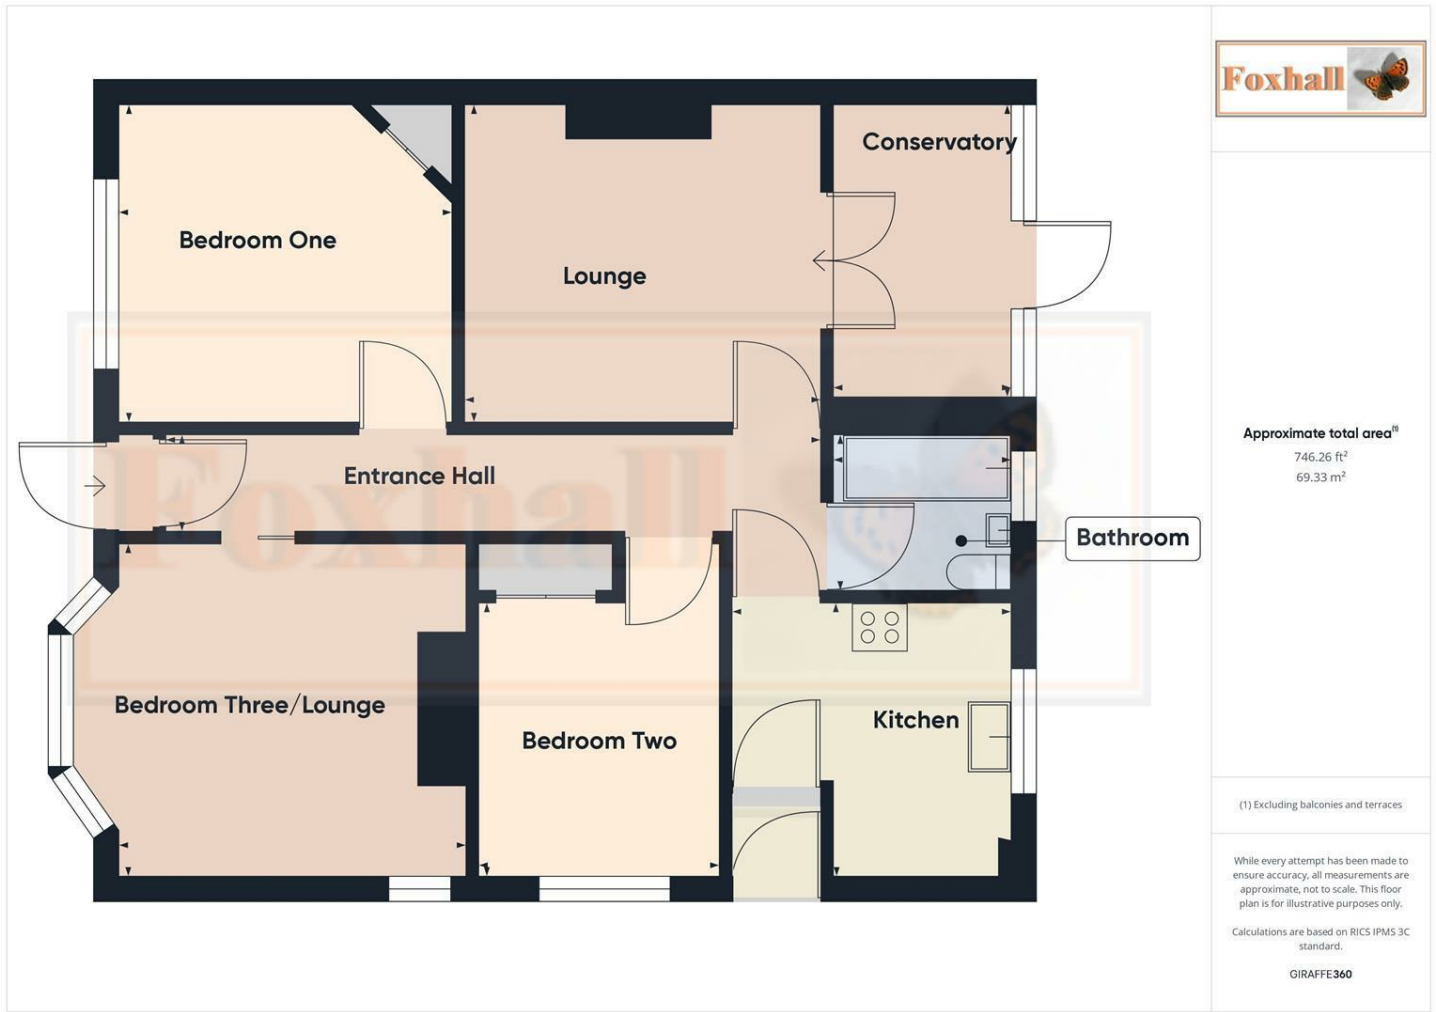 Foxhall
Conservatory
Bedroom One
Lounge
Entrance Hall
Foxhall
Bathroom
Bedroom Three/Lounge
Bedroom Two
Kitchen
Approximate total area(1)
746.26 ft²
69.33 m²
(1) Excluding balconies and terraces
While every attempt has been made to
ensure accuracy, all measurements are
approximate, not to scale. This floor
plan is for illustrative purposes only.
Calculations are based on RICS IPMS 3C
standard.
GIRAFFE360